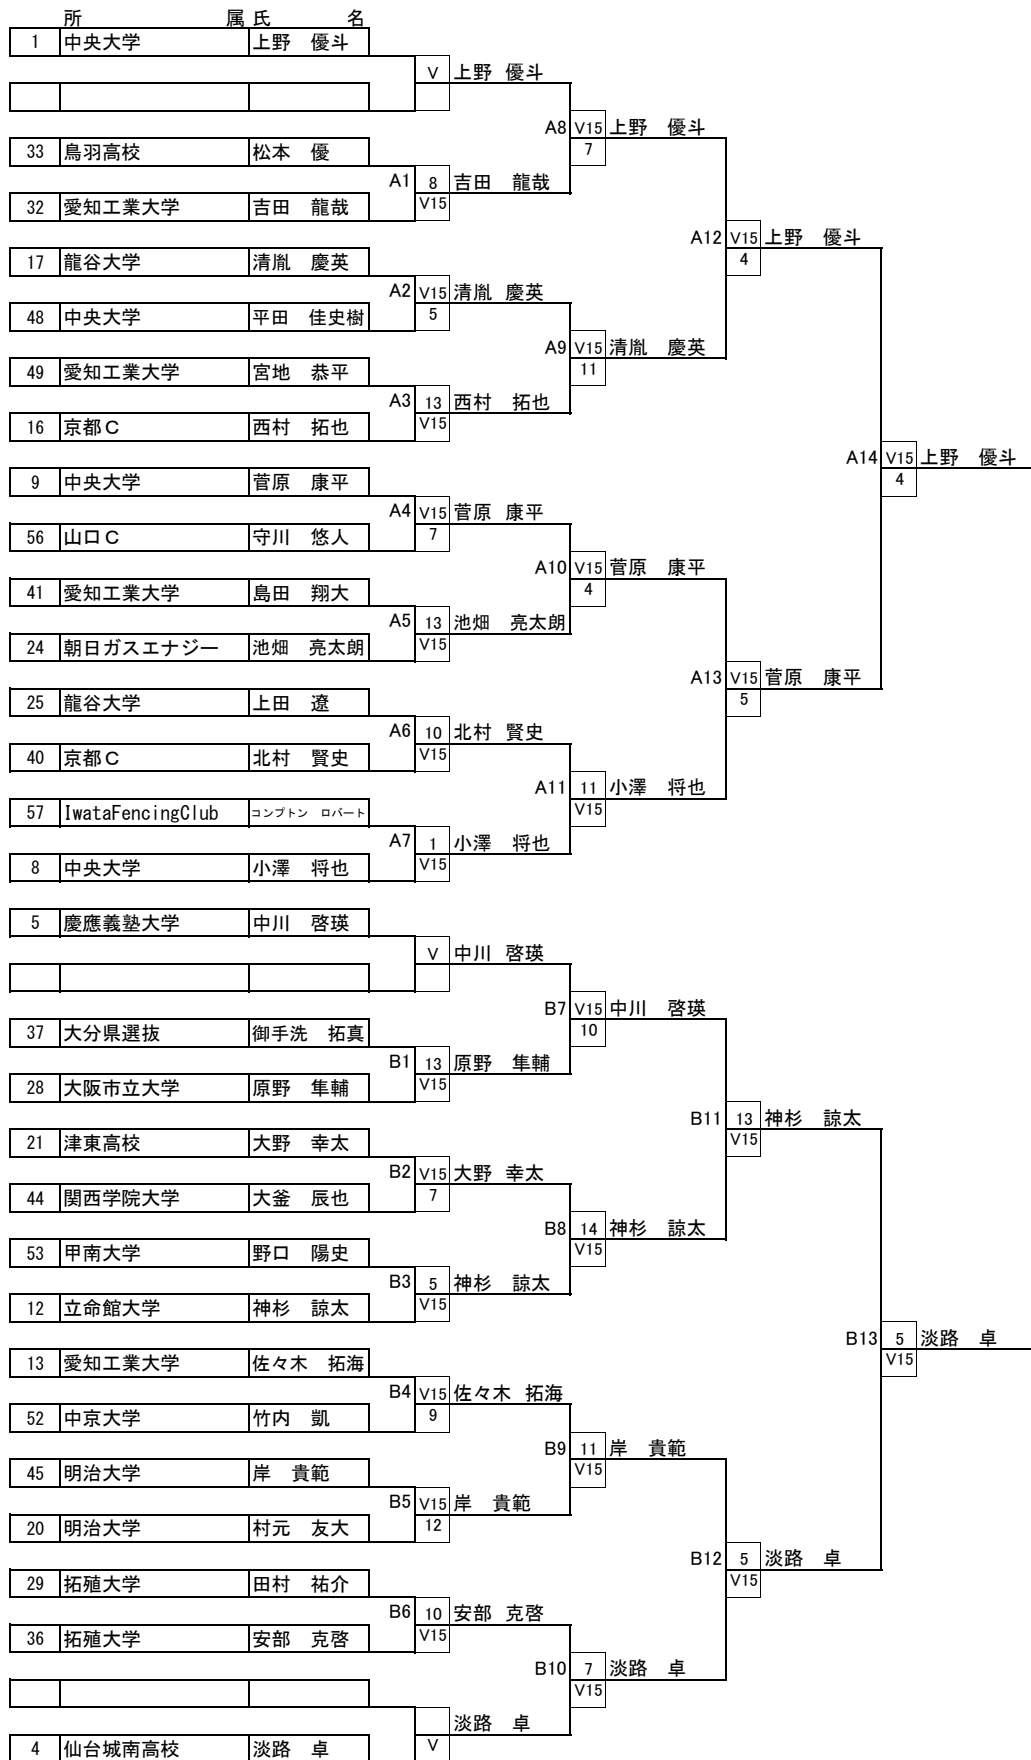 所 属 氏 名
1 中央大学 上野 優斗
V 上野 優斗
A8 V15 上野 優斗
7
33 鳥羽高校 松本 優
A1 8 吉田 龍哉
V15
32 愛知工業大学 吉田 龍哉
A12 V15 上野 優斗
4
17 龍谷大学 清胤 慶英
A2 V15 清胤 慶英
5
48 中央大学 平田 佳史樹
A9 V15 清胤 慶英
11
49 愛知工業大学 宮地 恭平
A3 13 西村 拓也
V15
16 京都C 西村 拓也
A14 V15 上野 優斗
4
9 中央大学 菅原 康平
A4 V15 菅原 康平
7
56 山口C 守川 悠人
A10 V15 菅原 康平
4
41 愛知工業大学 島田 翔大
A5 13 池畑 亮太朗
V15
24 朝日ガスエナジー 池畑 亮太朗
A13 V15 菅原 康平
5
25 龍谷大学 上田 遼
A6 10 北村 賢史
V15
40 京都C 北村 賢史
A11 11 小澤 将也
V15
57 IwataFencingClub コンプトン ロバート
A7 1 小澤 将也
V15
8 中央大学 小澤 将也
5 慶應義塾大学 中川 啓瑛
V 中川 啓瑛
B7 V15 中川 啓瑛
10
37 大分県選抜 御手洗 拓真
B1 13 原野 隼輔
V15
28 大阪市立大学 原野 隼輔
B11 13 神杉 諒太
V15
21 津東高校 大野 幸太
B2 V15 大野 幸太
7
44 関西学院大学 大釜 辰也
B8 14 神杉 諒太
V15
53 甲南大学 野口 陽史
B3 5 神杉 諒太
V15
12 立命館大学 神杉 諒太
B13 5 淡路 卓
V15
13 愛知工業大学 佐々木 拓海
B4 V15 佐々木 拓海
9
52 中京大学 竹内 凱
B9 11 岸 貴範
V15
45 明治大学 岸 貴範
B5 V15 岸 貴範
12
20 明治大学 村元 友大
B12 5 淡路 卓
V15
29 拓殖大学 田村 祐介
B6 10 安部 克啓
V15
36 拓殖大学 安部 克啓
B10 7 淡路 卓
V15
淡路 卓
V
4 仙台城南高校 淡路 卓